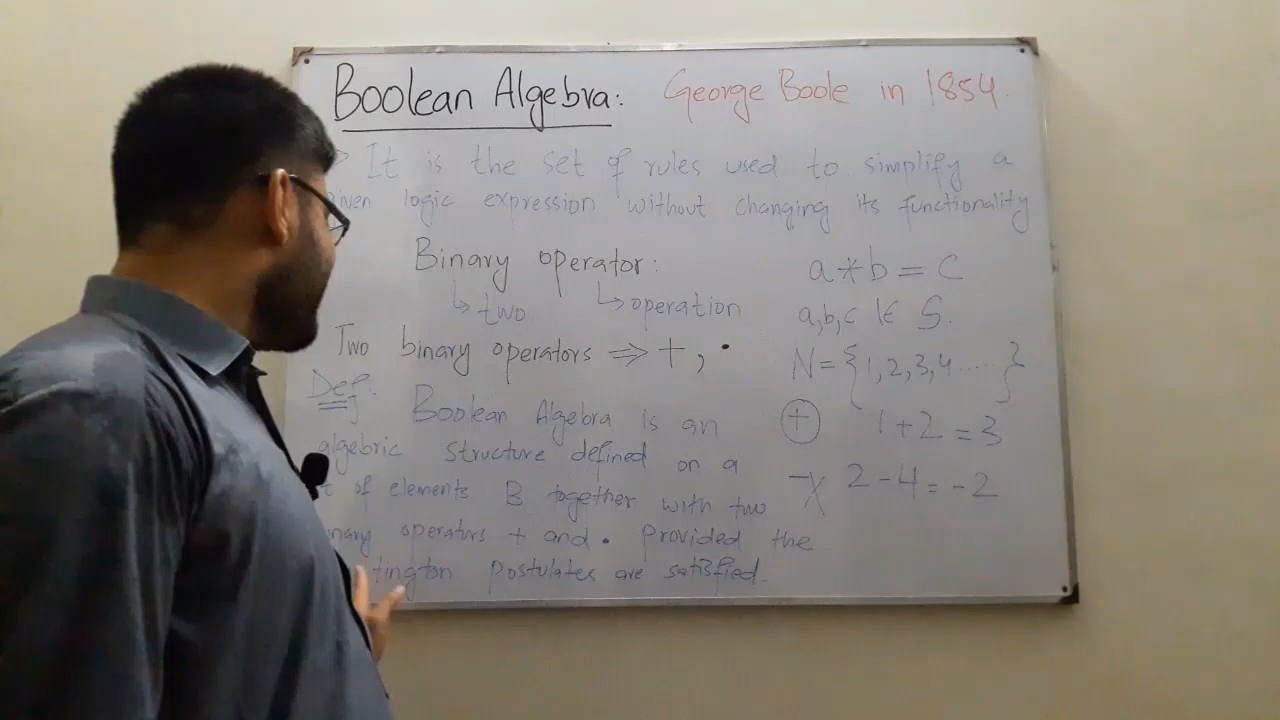 Boolean Algebra: George Boole in 1854.
It is the set of rules used to simplify a
iven logic expression without changing its functionality
Binary operator:
↳ two ↳ operation
Two binary operators ⇒ +, •
Def:
Boolean Algebra is an
algebric structure defined on a
t of elements B together with two
nary operators + and • Provided the
tington Postulates are satisfied.
a * b = c
a,b,c ∈ S.
N = {1,2,3,4.....}
+ 1+2=3
- X 2-4=-2